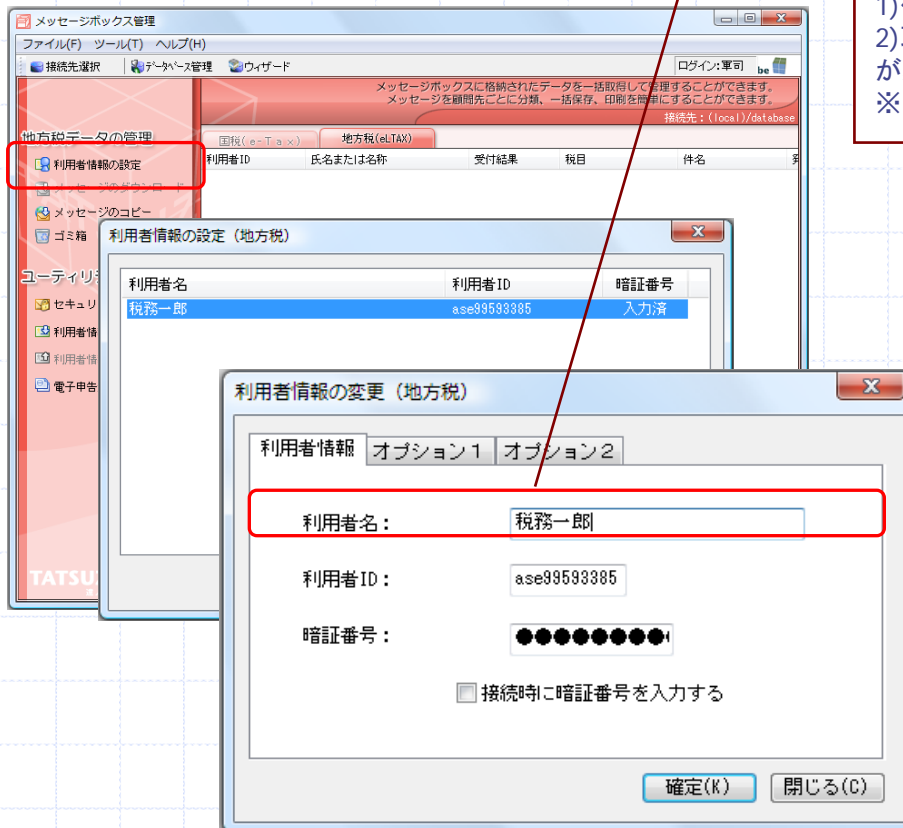 メッセージボックス管理
ファイル(F) ツール(T) ヘルプ(H)
接続先選択 データベース管理 ウィザード ログイン:軍司 be
メッセージボックスに格納されたデータを一括取得して管理することができます。
メッセージを顧問先ごとに分類、一括保存、印刷を簡単にすることができます。
接続先:(local)/database
地方税データの管理
国税(e-Tax) 地方税(eLTAX)
利用者情報の設定
利用者ID 氏名または名称 受付結果 税目 件名
メッセージのダウンロード
メッセージのコピー
ゴミ箱
ユーティリ
セキュリ
利用者情
利用者情
電子申告
TATSU
利用者情報の設定(地方税)
利用者名 利用者ID 暗証番号
税務一郎 ase99593385 入力済
利用者情報の変更(地方税)
利用者情報 オプション1 オプション2
利用者名: 税務一郎
利用者ID: ase99593385
暗証番号: ●●●●●●●●
接続時に暗証番号を入力する
確定(K) 閉じる(C)
1)
2)
が
※